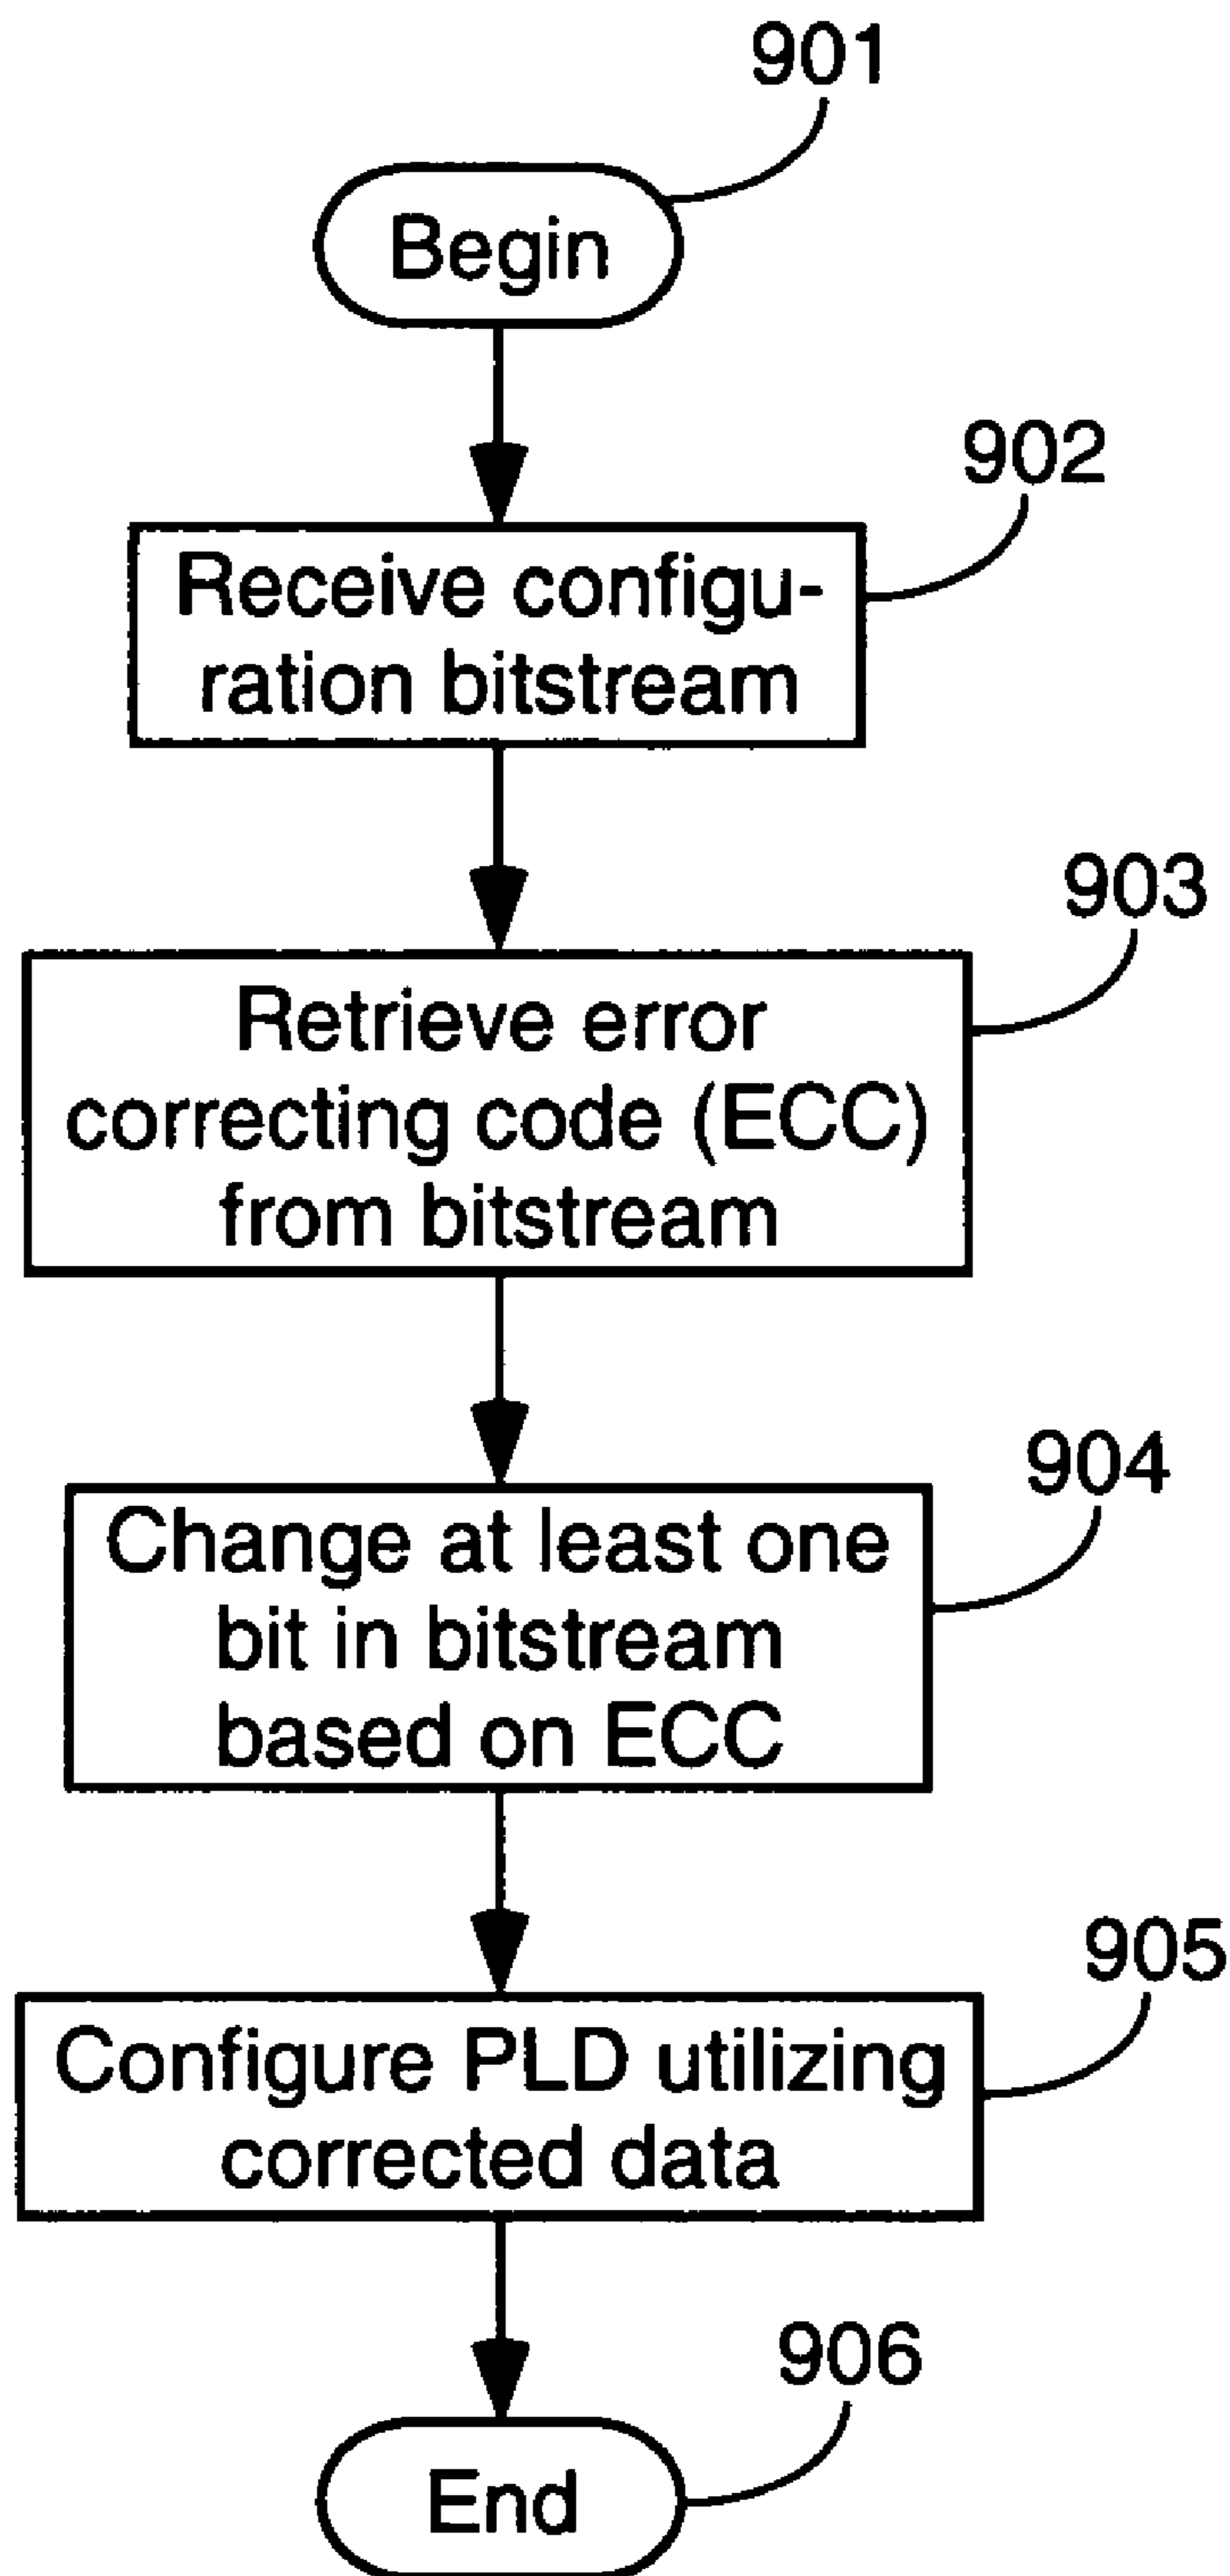 901
Begin
902
Receive configu-
ration bitstream
903
Retrieve error
correcting code (ECC)
from bitstream
904
Change at least one
bit in bitstream
based on ECC
905
Configure PLD utilizing
corrected data
906
End